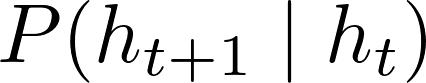 P(h_{t+1} | h_t)